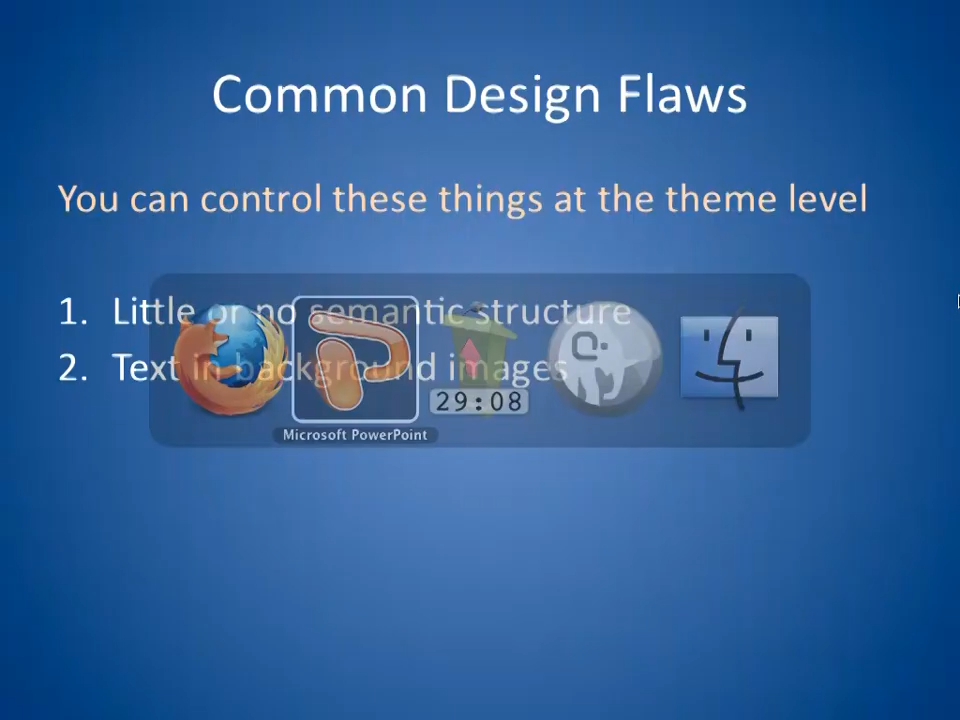 Common Design Flaws
You can control these things at the theme level
1. Little or no semantic structure
2. Text in background images
29:08
Microsoft PowerPoint